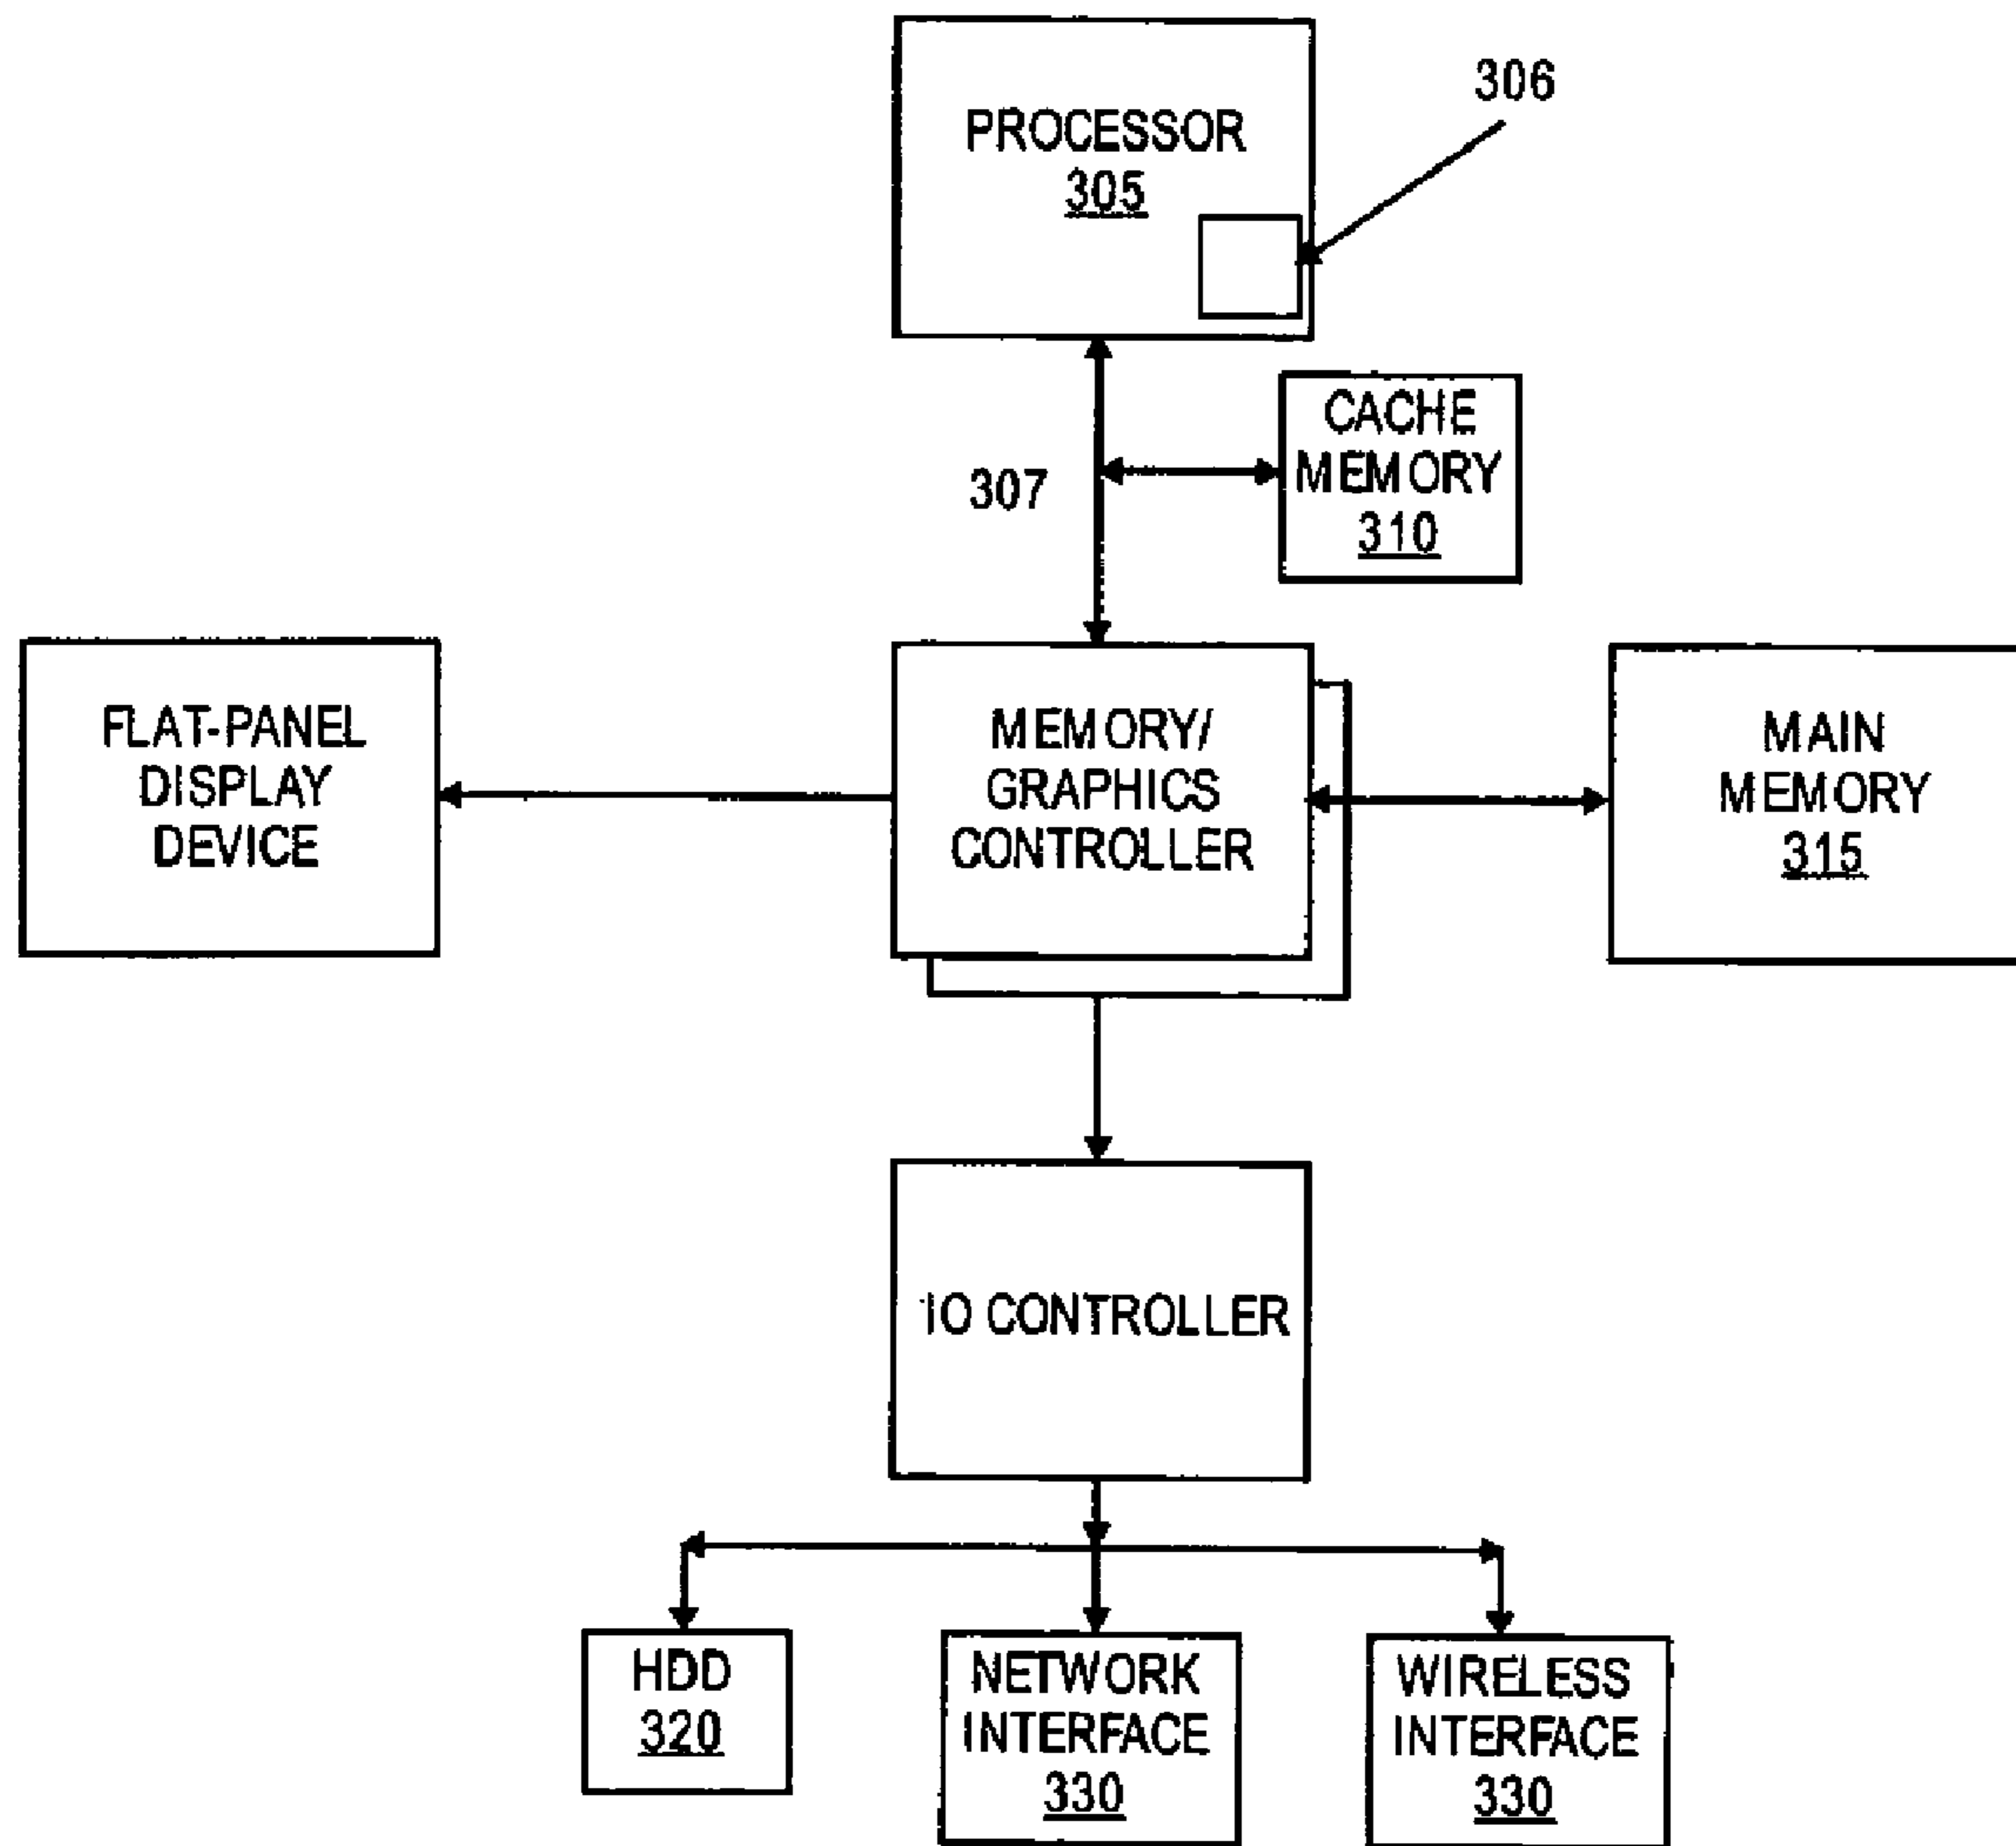 PROCESSOR
305
306
CACHE
MEMORY
310
307
FLAT-PANEL
DISPLAY
DEVICE
MEMORY/
GRAPHICS
CONTROLLER
MAIN
MEMORY
315
IO CONTROLLER
HDD
320
NETWORK
INTERFACE
330
WIRELESS
INTERFACE
330